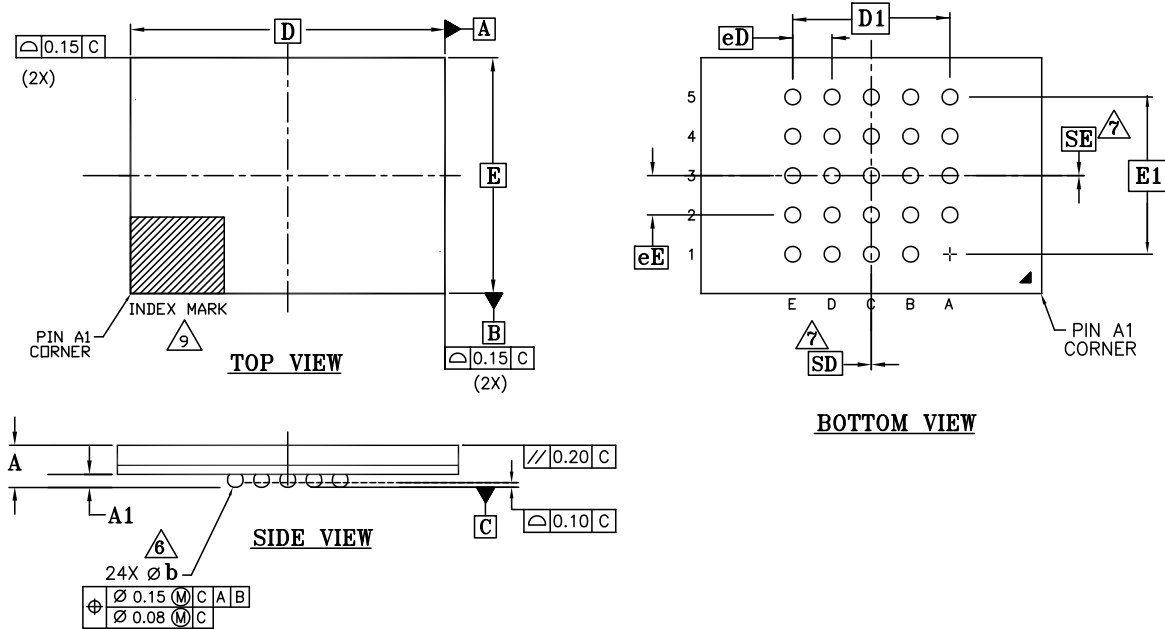 D
A
⌓ 0.15 C
(2X)
E
INDEX MARK
9
PIN A1
CORNER
B
⌓ 0.15 C
(2X)
TOP VIEW
D1
eD
5
4
3
2
1
SE
7
E1
eE
E D C B A
7
SD
PIN A1
CORNER
BOTTOM VIEW
A
A1
// 0.20 C
⌓ 0.10 C
C
SIDE VIEW
6
24X Ø b
⌖ Ø 0.15 Ⓜ C A B
Ø 0.08 Ⓜ C